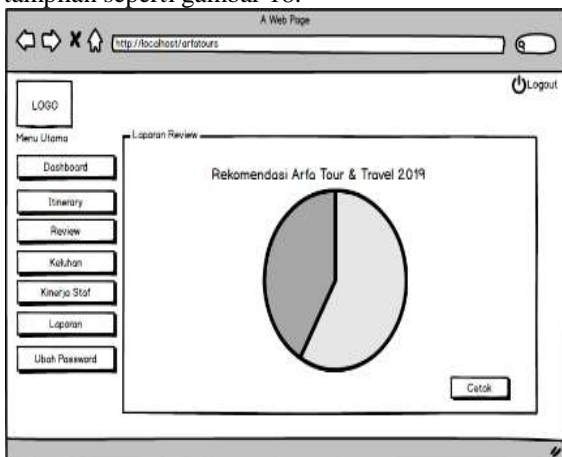 tampilan seperti gambar 18.
A Web Page
http://localhost/arfatours
Logout
LOGO
Menu Utama
Laporan Review
Dashboard
Rekomendasi Arfa Tour & Travel 2019
Itinerary
Review
Keluhan
Kinerja Staf
Laporan
Ubah Password
Cetak